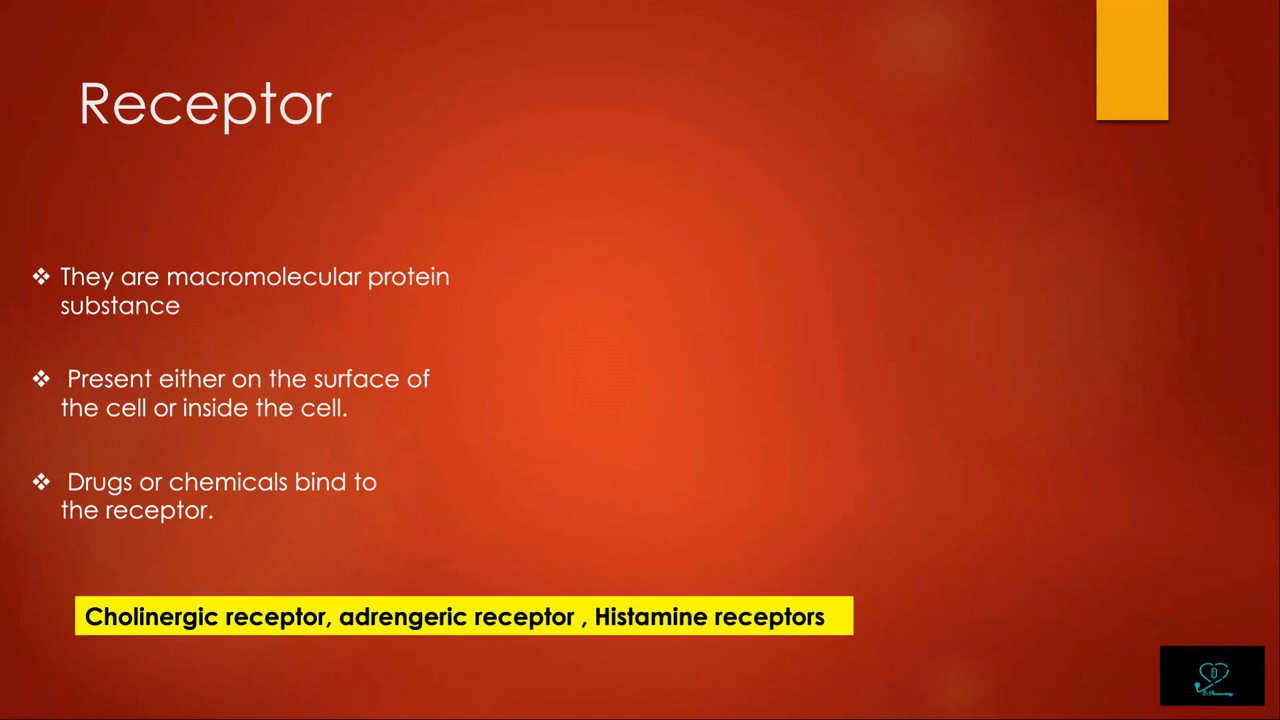 Receptor
❖ They are macromolecular protein
substance
❖ Present either on the surface of
the cell or inside the cell.
❖ Drugs or chemicals bind to
the receptor.
Cholinergic receptor, adrengeric receptor , Histamine receptors